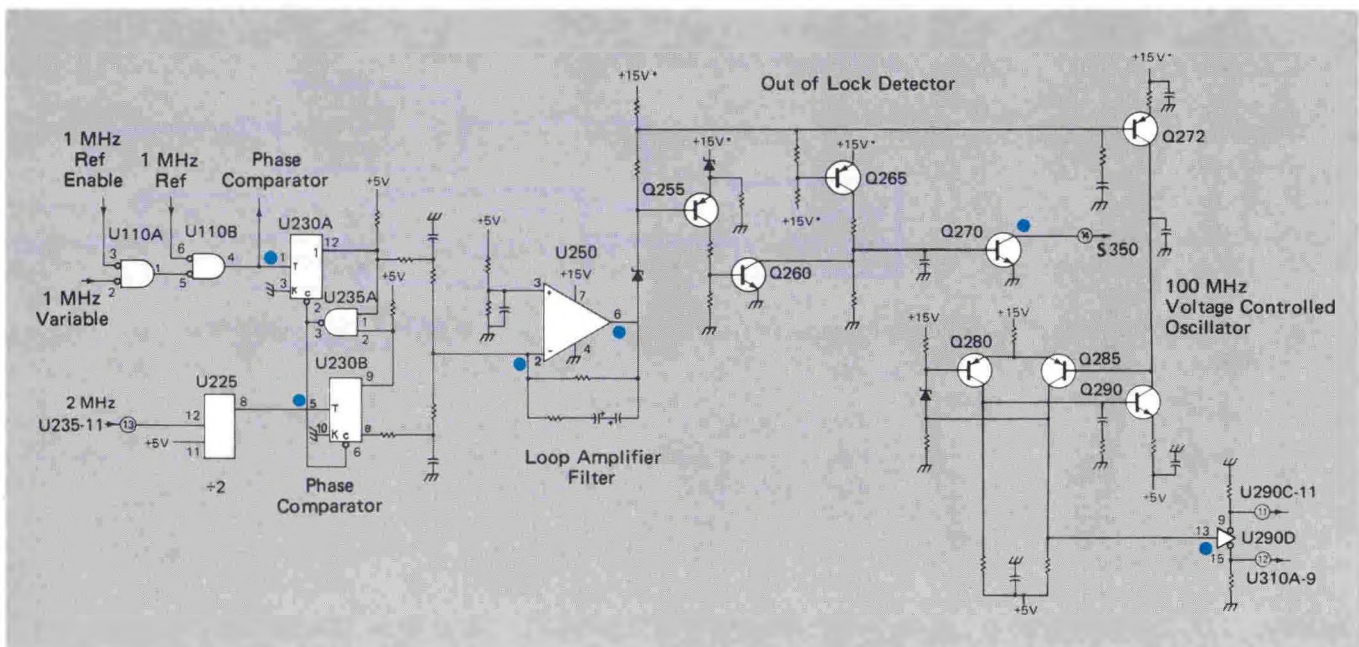 Out of Lock Detector
+15V*
+15V*
Q272
1 MHz
Ref
Enable
1 MHz
Ref
Phase
Comparator
+5V
+15V*
+15V*
Q255
Q265
+15V*
U110A
U110B
U230A
3
2
1
6
5
4
1
T
3
K
C
2
1
12
+5V
1 MHz
Variable
U235A
3
1
2
+5V
U250
+15V
3
7
6
2
4
+
-
Q260
Q270
14
S350
100 MHz
Voltage Controlled
Oscillator
U230B
9
5
T
10
K
C
8
6
U225
8
12
11
÷2
2 MHz
U235-11
13
+5V
Phase
Comparator
Loop Amplifier
Filter
+15V
Q280
Q285
Q290
+5V
+5V
U290C-11
11
9
13
U290D
15
12
U310A-9